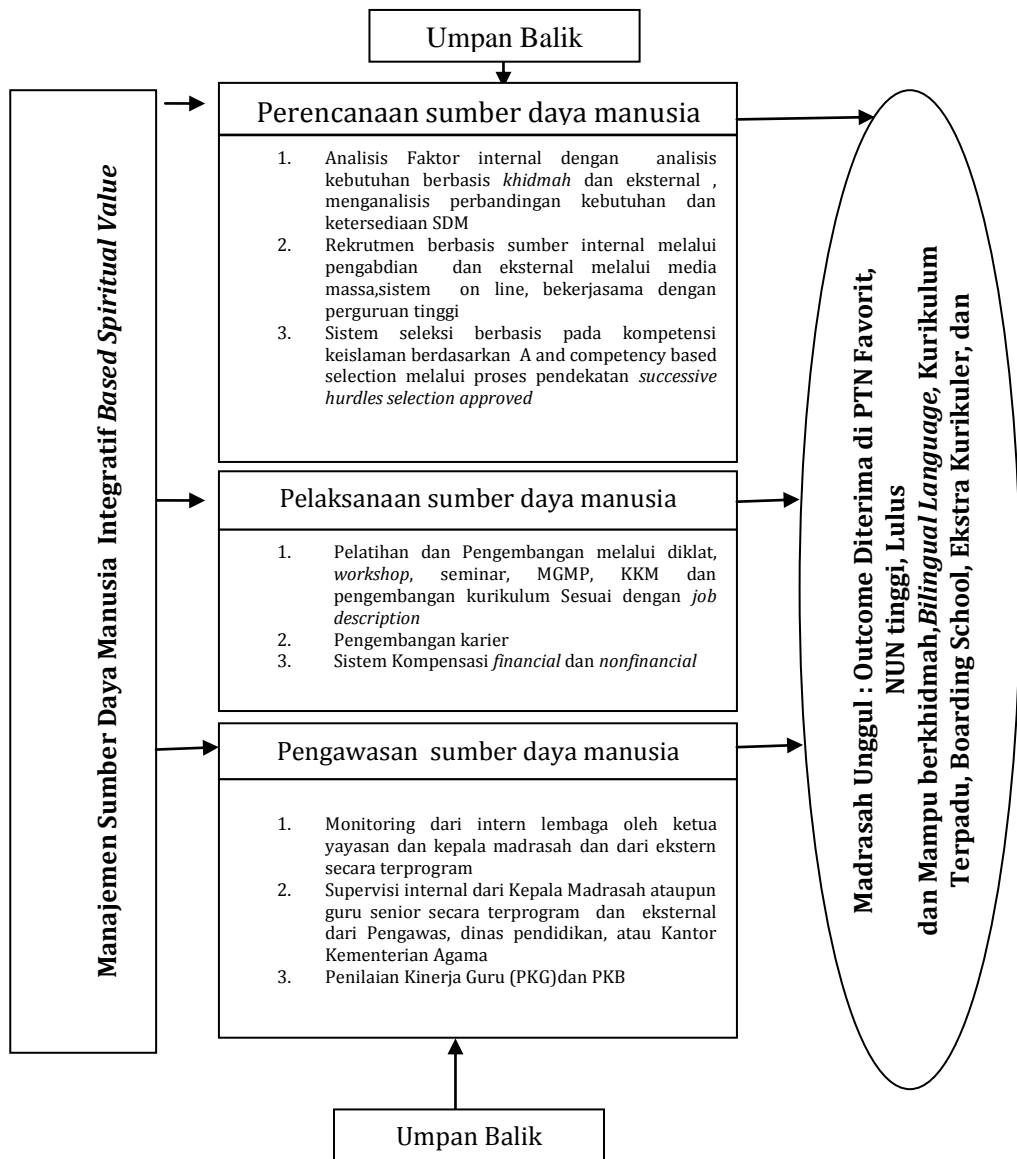 Umpan Balik
Manajemen Sumber Daya Manusia Integratif Based Spiritual Value
Perencanaan sumber daya manusia
1. Analisis Faktor internal dengan analisis
kebutuhan berbasis khidmah dan eksternal ,
menganalisis perbandingan kebutuhan dan
ketersediaan SDM
2. Rekrutmen berbasis sumber internal melalui
pengabdian dan eksternal melalui media
massa,sistem on line, bekerjasama dengan
perguruan tinggi
3. Sistem seleksi berbasis pada kompetensi
keislaman berdasarkan A and competency based
selection melalui proses pendekatan successive
hurdles selection approved
Pelaksanaan sumber daya manusia
1. Pelatihan dan Pengembangan melalui diklat,
workshop, seminar, MGMP, KKM dan
pengembangan kurikulum Sesuai dengan job
description
2. Pengembangan karier
3. Sistem Kompensasi financial dan nonfinancial
Pengawasan sumber daya manusia
1. Monitoring dari intern lembaga oleh ketua
yayasan dan kepala madrasah dan dari ekstern
secara terprogram
2. Supervisi internal dari Kepala Madrasah ataupun
guru senior secara terprogram dan eksternal
dari Pengawas, dinas pendidikan, atau Kantor
Kementerian Agama
3. Penilaian Kinerja Guru (PKG)dan PKB
Madrasah Unggul : Outcome Diterima di PTN Favorit,
NUN tinggi, Lulus
dan Mampu berkhidmah,Bilingual Language, Kurikulum
Terpadu, Boarding School, Ekstra Kurikuler, dan
Umpan Balik